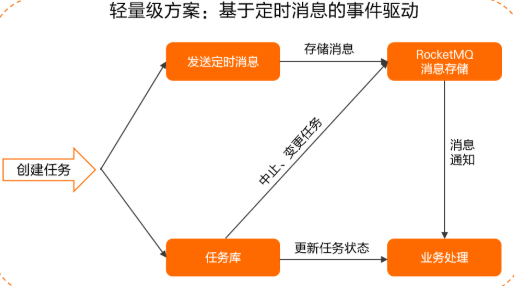 轻量级方案：基于定时消息的事件驱动
发送定时消息
存储消息
RocketMQ
消息存储
中止、变更任务
消息
通知
创建任务
任务库
更新任务状态
业务处理